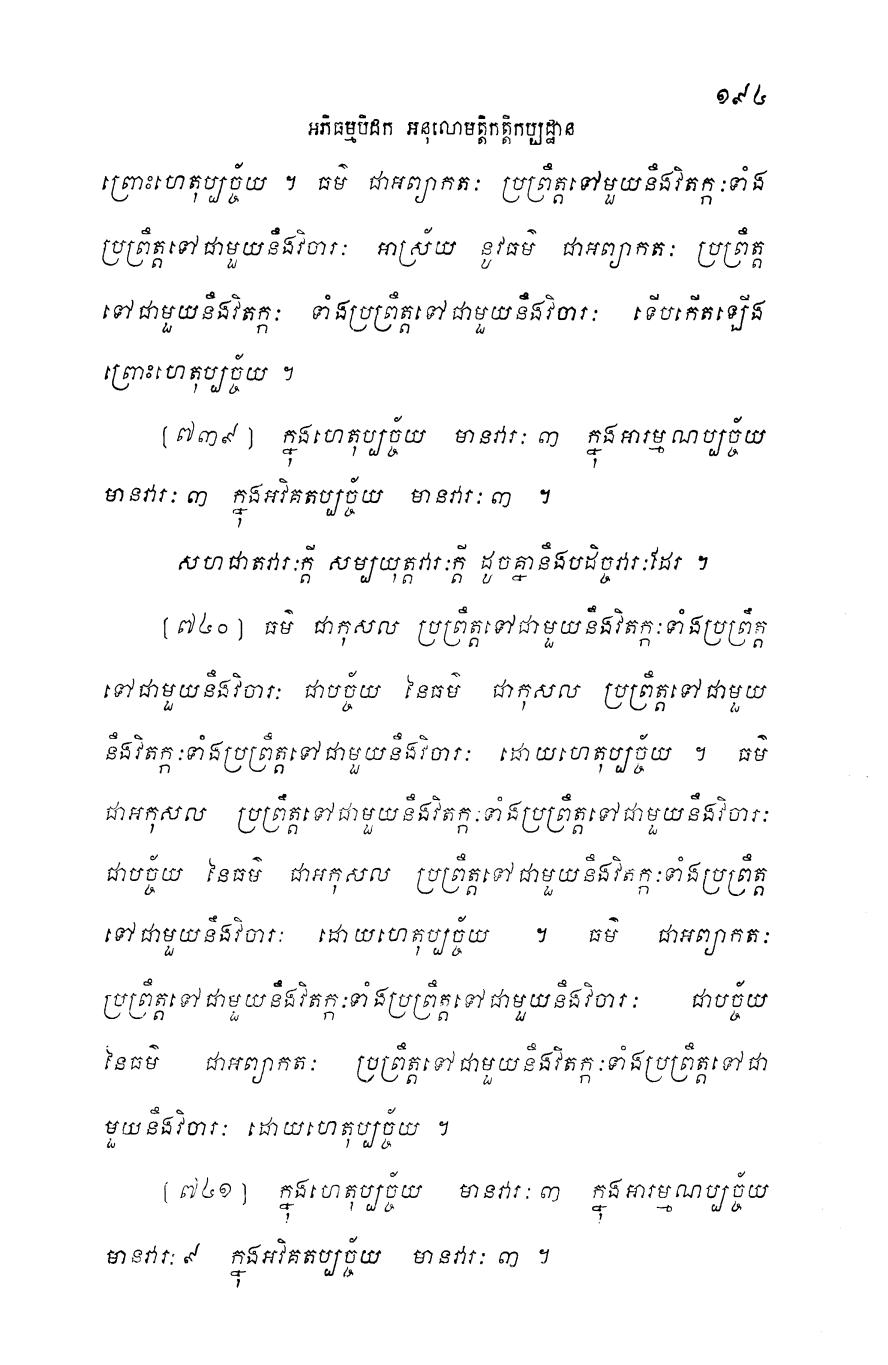 ១៩៤
អភិធម្មបិដក អនុលោមត្តិកត្តិកប្បដ្ឋាន
ព្រោះហេតុប្បច្ច័យ ។ ធម៌ ជាអព្យាកតៈ ប្រព្រឹត្តទៅមួយនឹងវិតក្កៈទាំង
ប្រព្រឹត្តទៅជាមួយនឹងវិចារៈ អាស្រ័យ នូវធម៌ ជាអព្យាកតៈ ប្រព្រឹត្ត
ទៅជាមួយនឹងវិតក្កៈ ទាំងប្រព្រឹត្តទៅជាមួយនឹងវិចារៈ ទើបកើតឡើង
ព្រោះហេតុប្បច្ច័យ ។
[៧៣៩] ក្នុងហេតុប្បច្ច័យ មានវារៈ ៣ ក្នុងអារម្មណប្បច្ច័យ
មានវារៈ ៣ ក្នុងអវិគតប្បច្ច័យ មានវារៈ ៣ ។
សហជាតវារៈក្តី សម្បយុត្តវារៈក្តី ដូចគ្នានឹងបដិច្ចវារៈដែរ ។
[៧៤០] ធម៌ ជាកុសល ប្រព្រឹត្តទៅជាមួយនឹងវិតក្កៈទាំងប្រព្រឹត្ត
ទៅជាមួយនឹងវិចារៈ ជាបច្ច័យ នៃធម៌ ជាកុសល ប្រព្រឹត្តទៅជាមួយ
នឹងវិតក្កៈទាំងប្រព្រឹត្តទៅជាមួយនឹងវិចារៈ ដោយហេតុប្បច្ច័យ ។ ធម៌
ជាអកុសល ប្រព្រឹត្តទៅជាមួយនឹងវិតក្កៈទាំងប្រព្រឹត្តទៅជាមួយនឹងវិចារៈ
ជាបច្ច័យ នៃធម៌ ជាអកុសល ប្រព្រឹត្តទៅជាមួយនឹងវិតក្កៈទាំងប្រព្រឹត្ត
ទៅជាមួយនឹងវិចារៈ ដោយហេតុប្បច្ច័យ ។ ធម៌ ជាអព្យាកតៈ
ប្រព្រឹត្តទៅជាមួយនឹងវិតក្កៈទាំងប្រព្រឹត្តទៅជាមួយនឹងវិចារៈ ជាបច្ច័យ
នៃធម៌ ជាអព្យាកតៈ ប្រព្រឹត្តទៅជាមួយនឹងវិតក្កៈទាំងប្រព្រឹត្តទៅជា
មួយនឹងវិចារៈ ដោយហេតុប្បច្ច័យ ។
[៧៤១] ក្នុងហេតុប្បច្ច័យ មានវារៈ ៣ ក្នុងអារម្មណប្បច្ច័យ
មានវារៈ ៩ ក្នុងអវិគតប្បច្ច័យ មានវារៈ ៣ ។